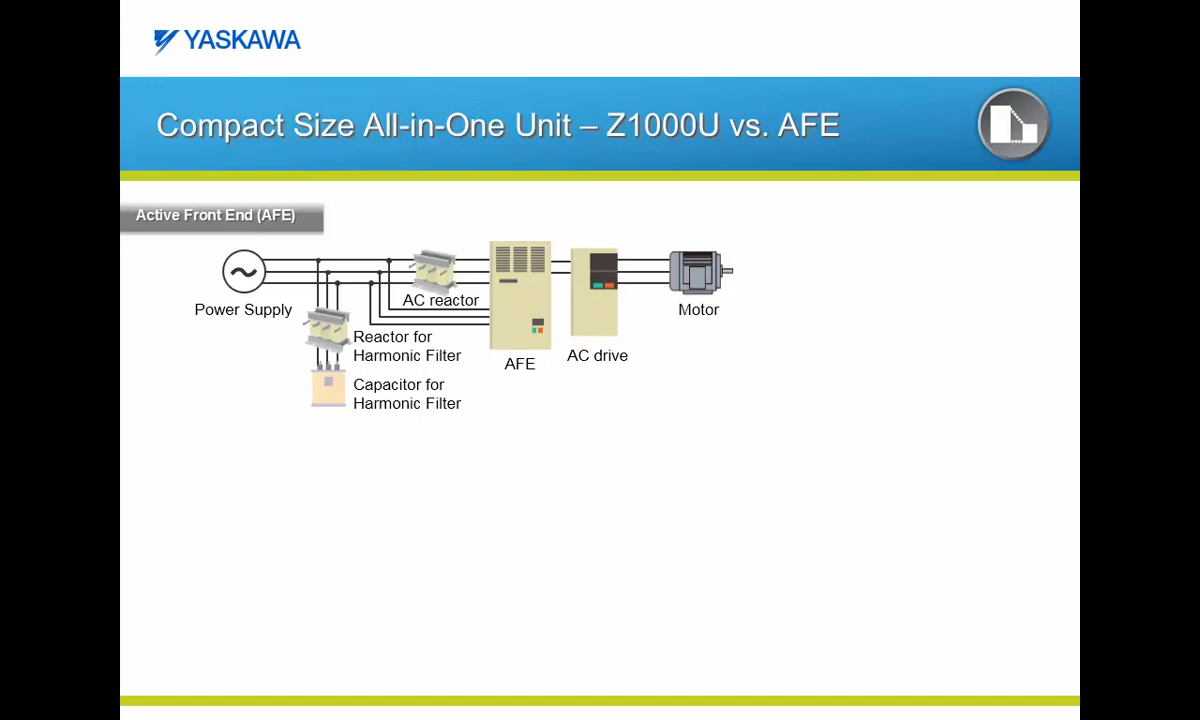 YASKAWA
Compact Size All-in-One Unit – Z1000U vs. AFE
Active Front End (AFE)
Power Supply
AC reactor
Motor
Reactor for
Harmonic Filter
AFE
AC drive
Capacitor for
Harmonic Filter